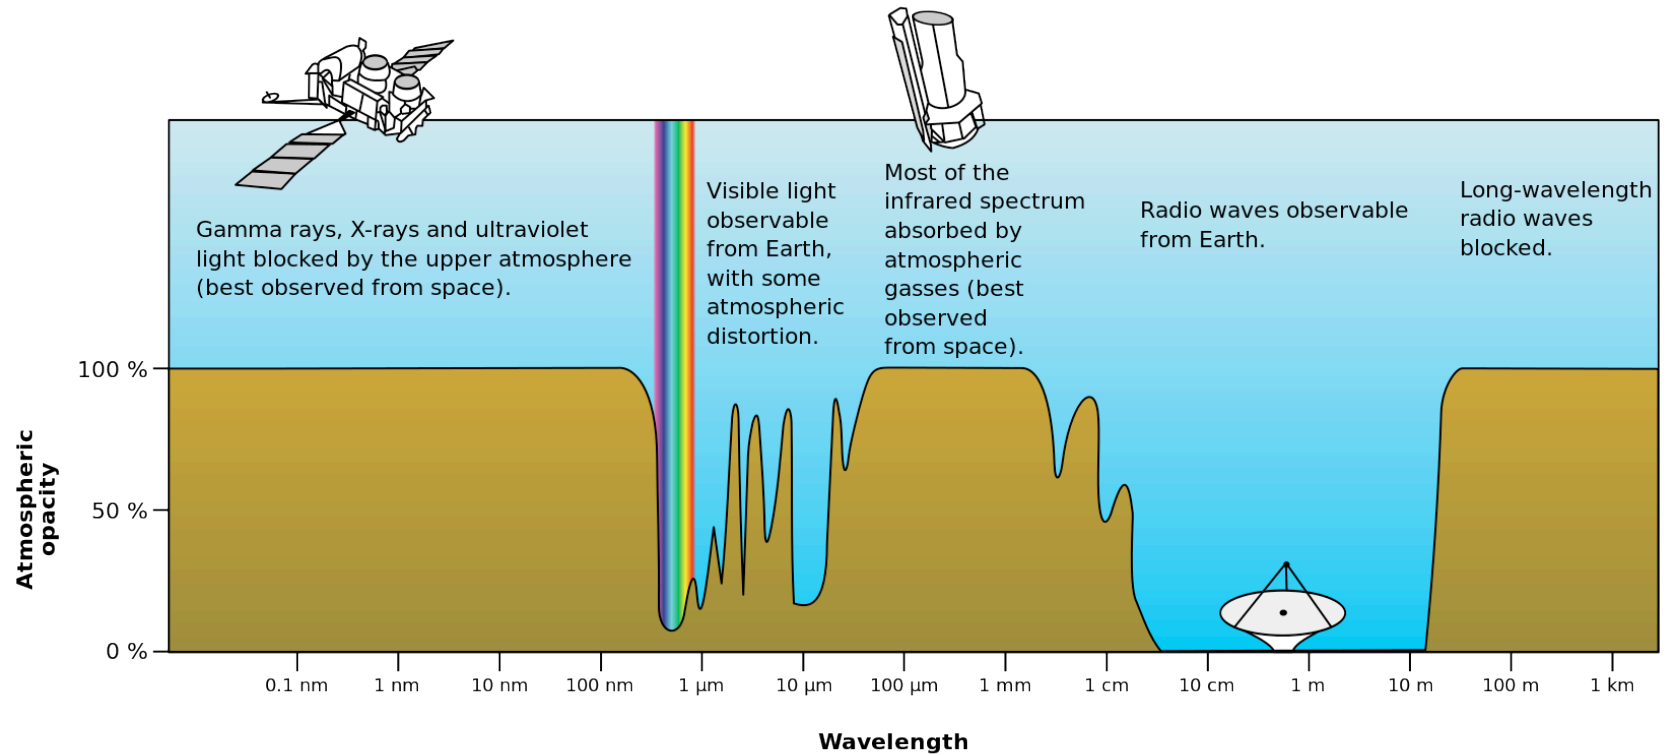 Gamma rays, X-rays and ultraviolet
light blocked by the upper atmosphere
(best observed from space).
Visible light
observable
from Earth,
with some
atmospheric
distortion.
Most of the
infrared spectrum
absorbed by
atmospheric
gasses (best
observed
from space).
Radio waves observable
from Earth.
Long-wavelength
radio waves
blocked.
Atmospheric
opacity
100 %
50 %
0 %
0.1 nm 1 nm 10 nm 100 nm 1 μm 10 μm 100 μm 1 mm 1 cm 10 cm 1 m 10 m 100 m 1 km
Wavelength